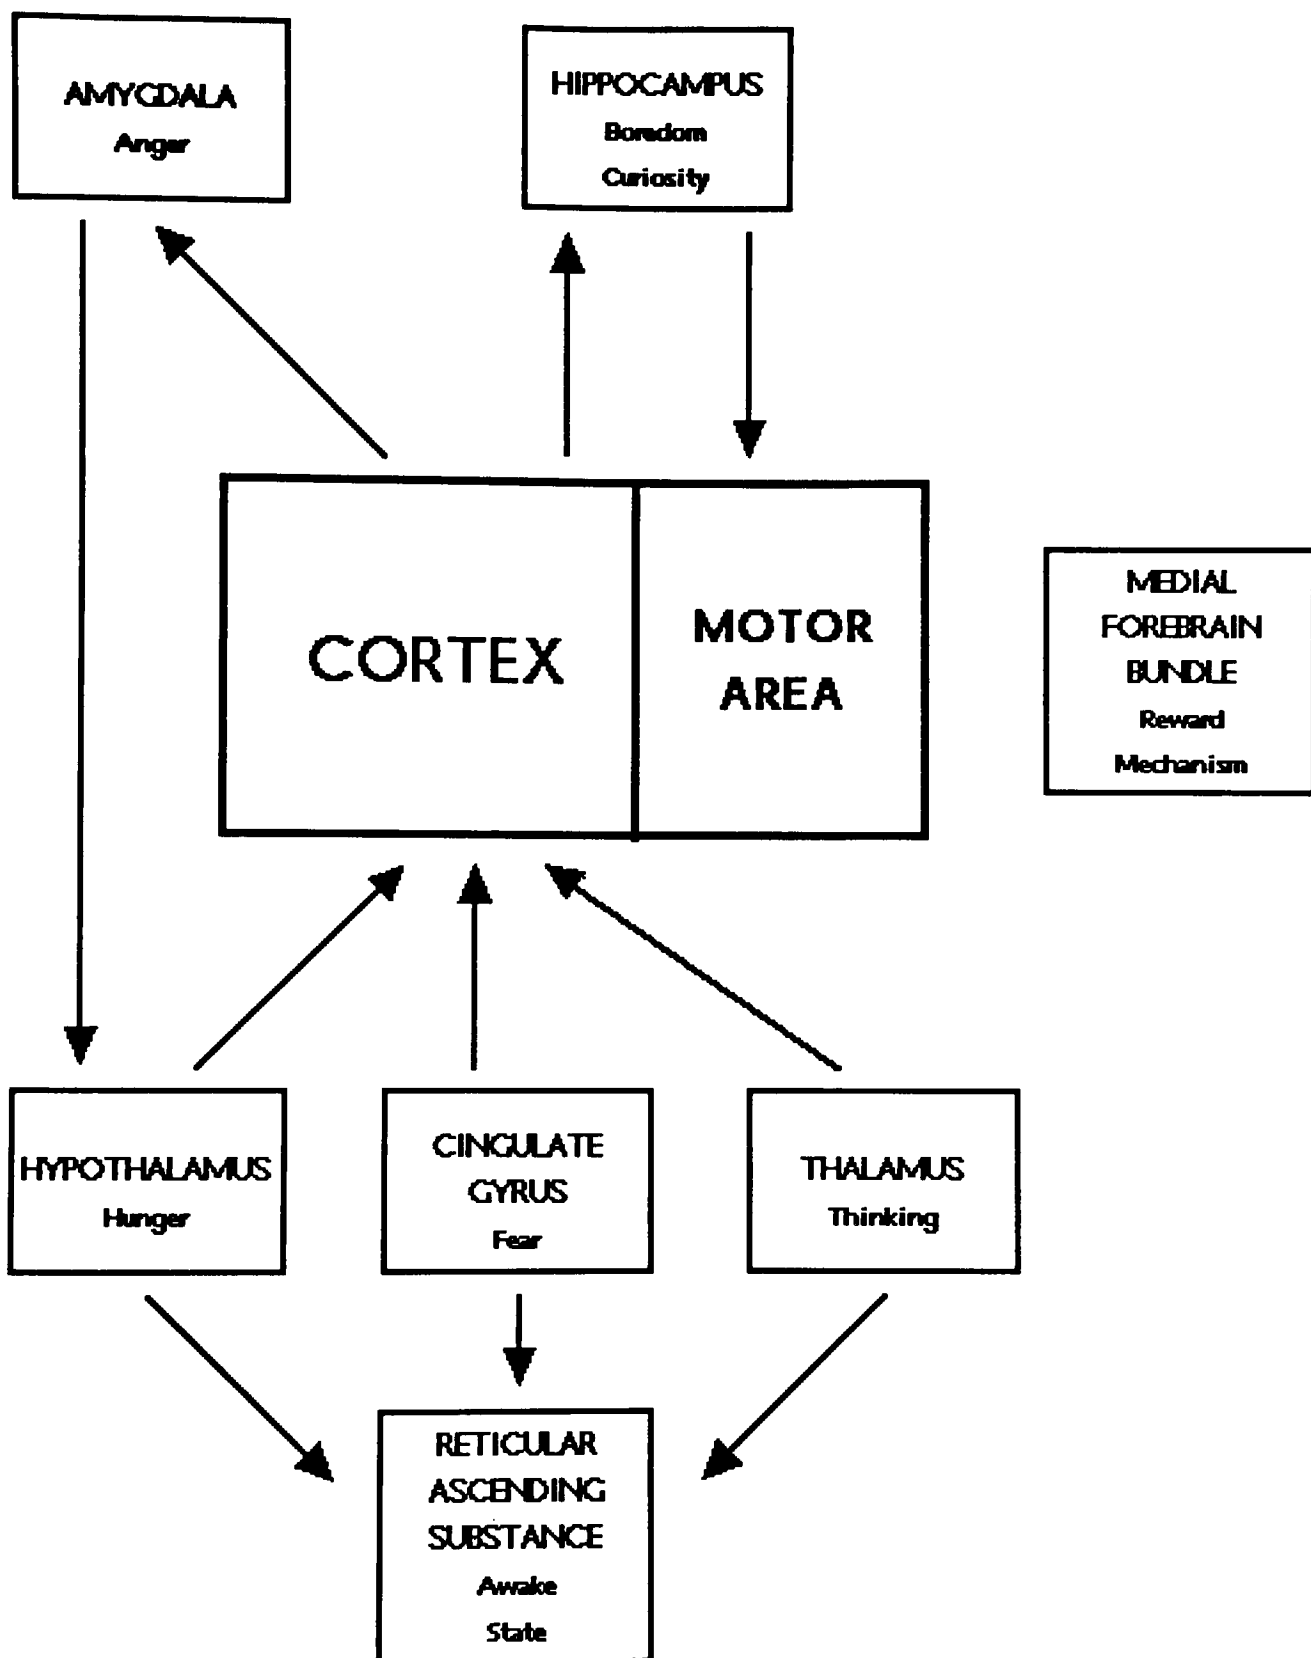 AMYGDALA
Anger
HIPPOCAMPUS
Boredom
Curiosity
CORTEX
MOTOR
AREA
MEDIAL
FOREBRAIN
BUNDLE
Reward
Mechanism
HYPOTHALAMUS
Hunger
CINGULATE
GYRUS
Fear
THALAMUS
Thinking
RETICULAR
ASCENDING
SUBSTANCE
Awake
State